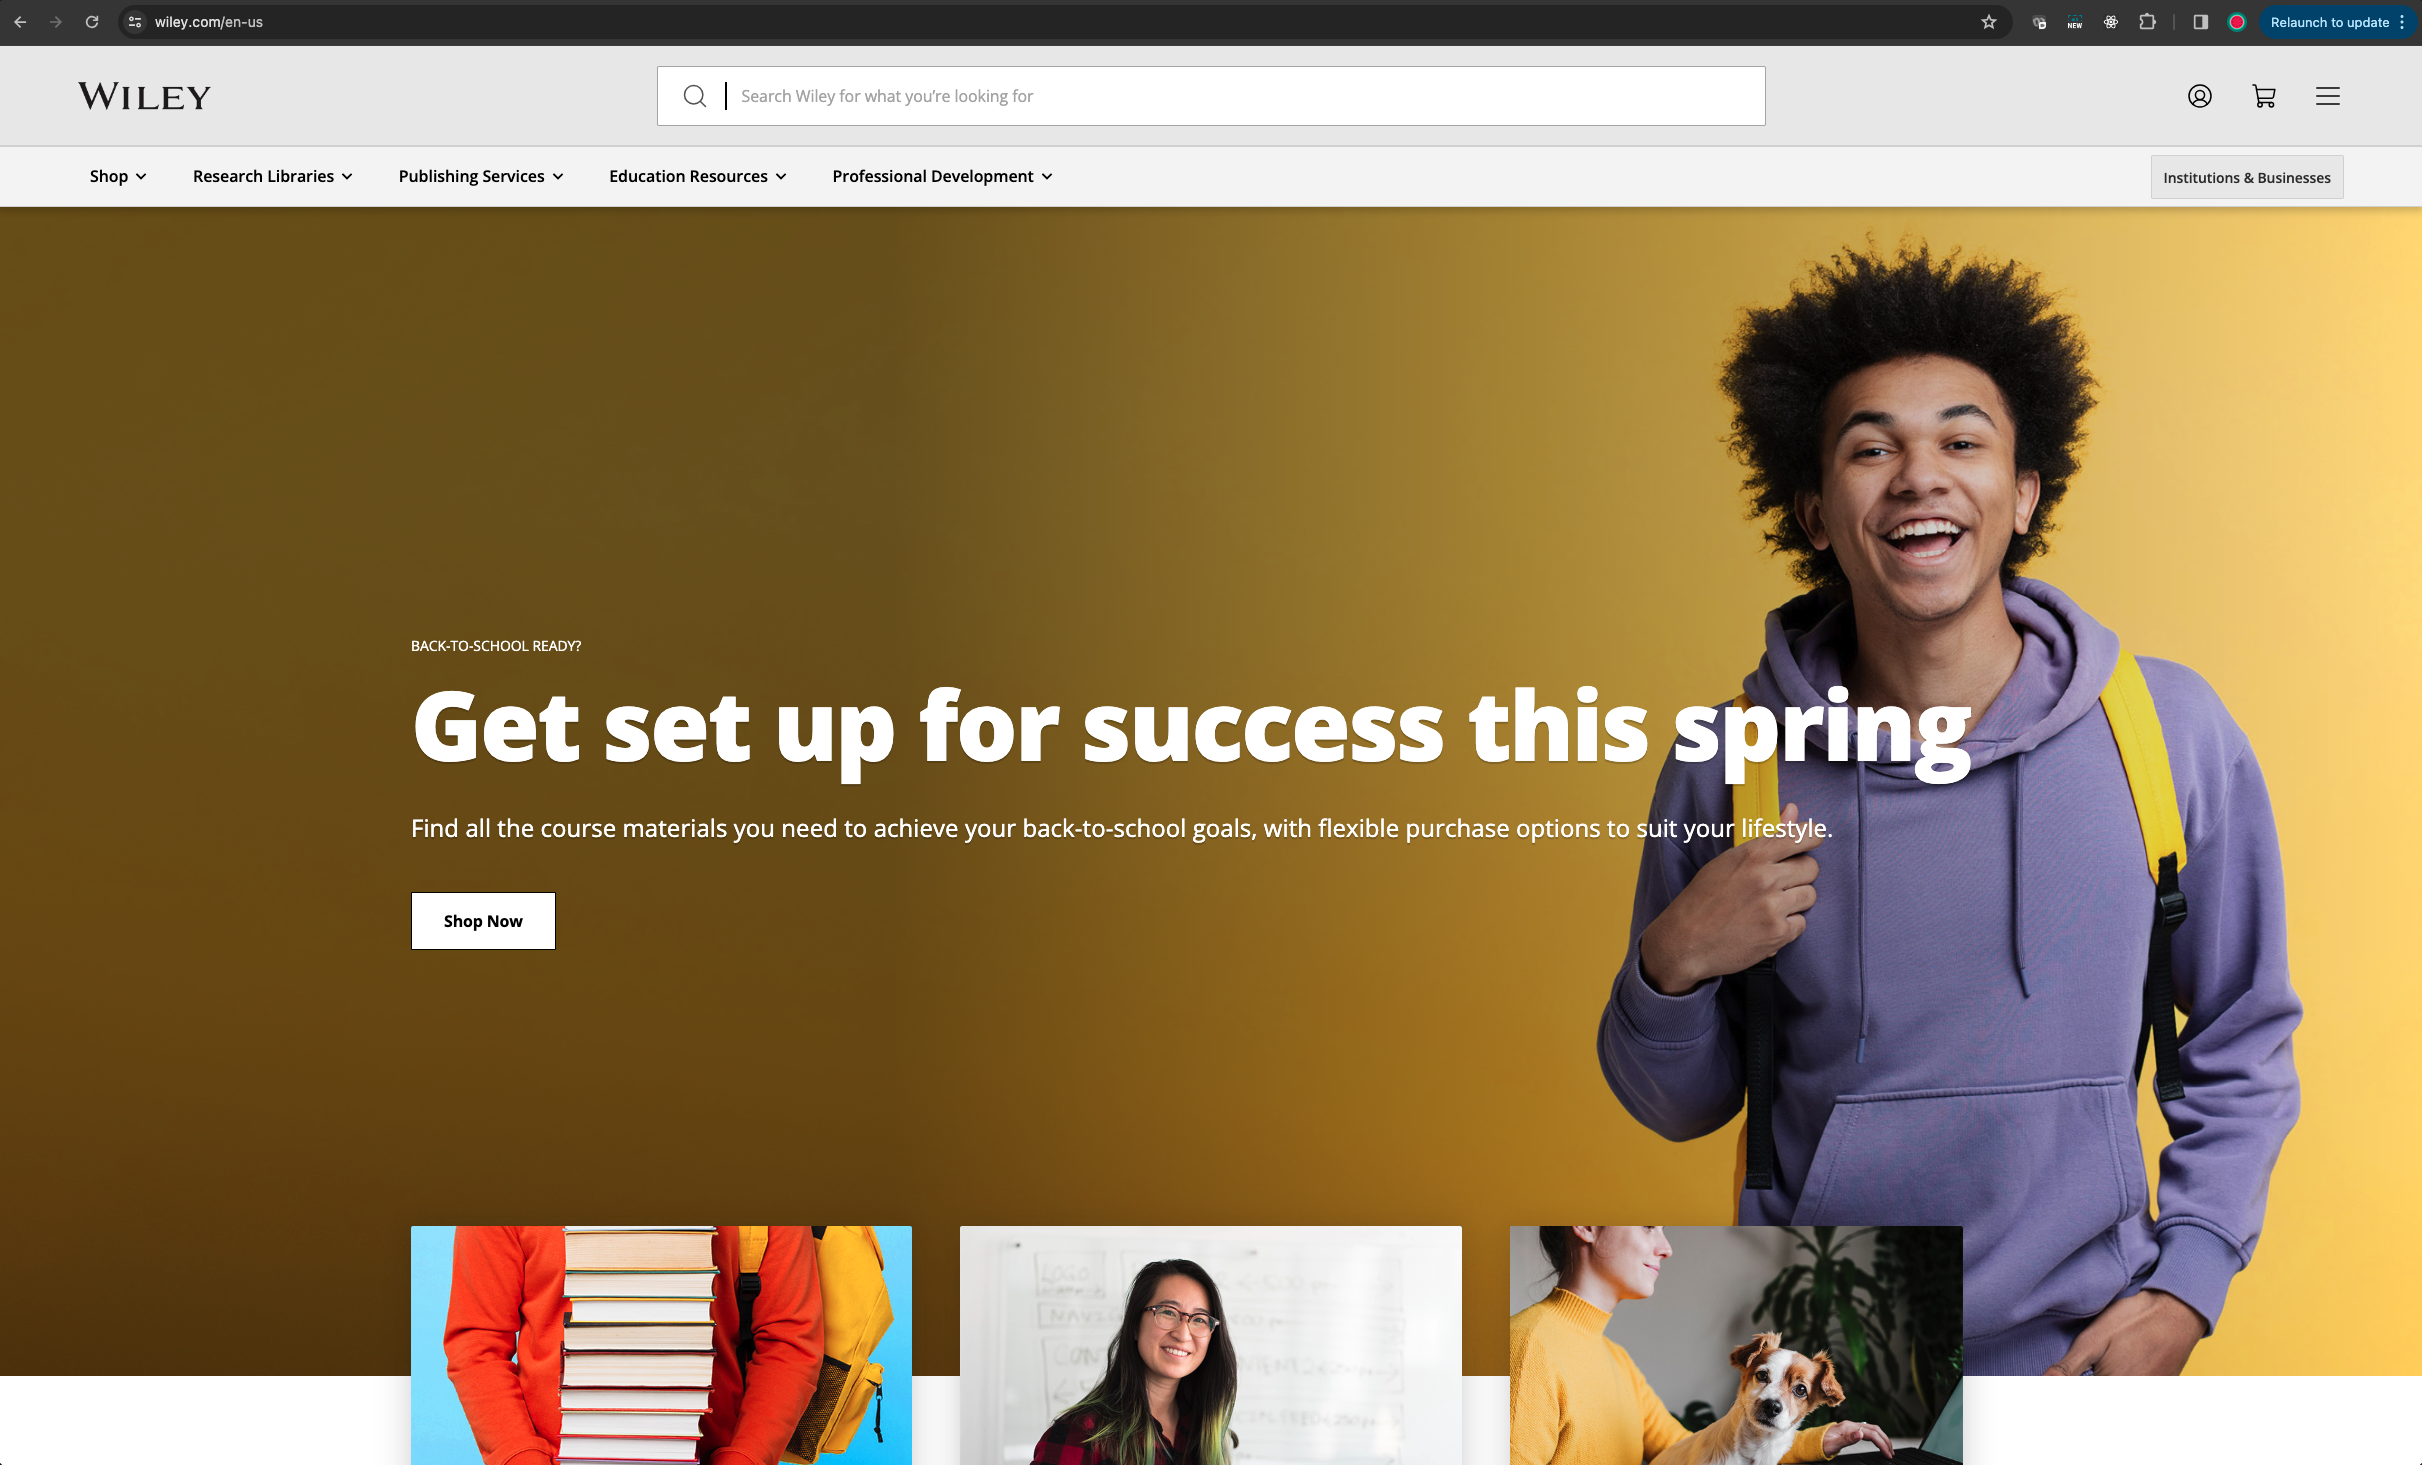 wiley.com/en-us
NEW
Relaunch to update
WILEY
Search Wiley for what you're looking for
Shop
Research Libraries
Publishing Services
Education Resources
Professional Development
Institutions & Businesses
BACK-TO-SCHOOL READY?
Get set up for success this spring
Find all the course materials you need to achieve your back-to-school goals, with flexible purchase options to suit your lifestyle.
Shop Now
LOGO